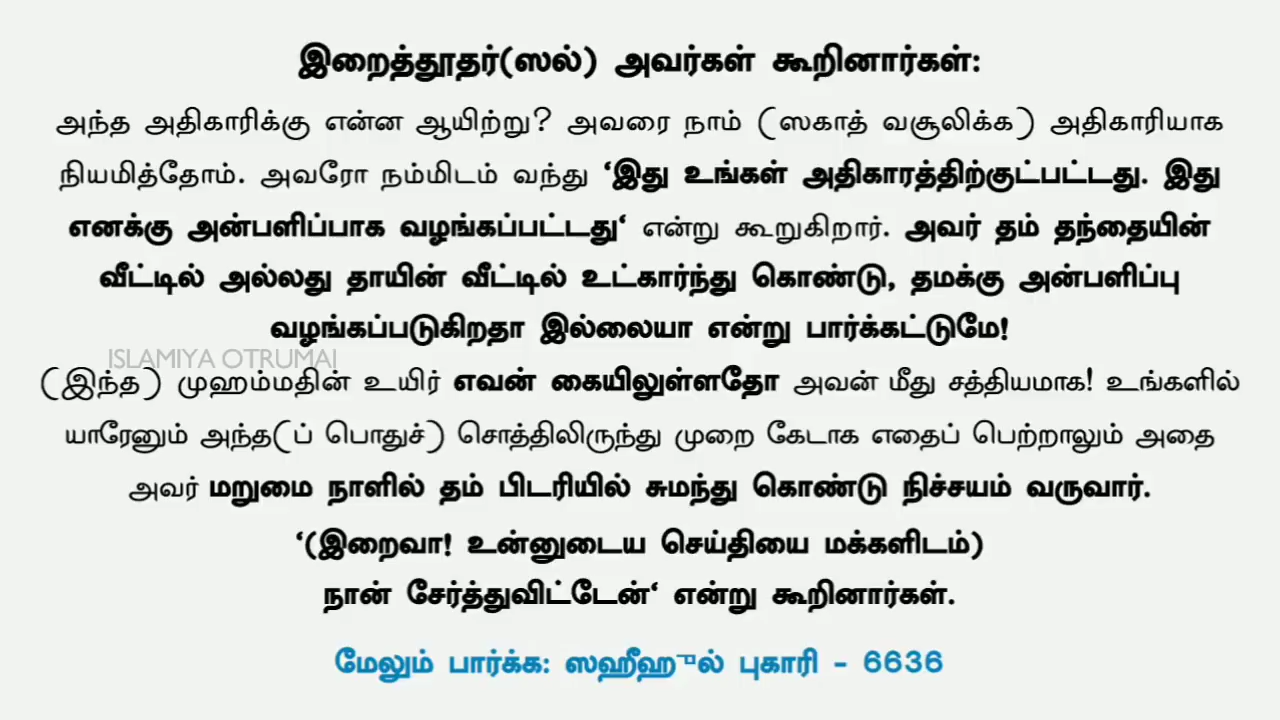 இறைத்தூதர்(ஸல்) அவர்கள் கூறினார்கள்:
அந்த அதிகாரிக்கு என்ன ஆயிற்று? அவரை நாம் (ஸகாத் வசூலிக்க) அதிகாரியாக
நியமித்தோம். அவரோ நம்மிடம் வந்து ‘இது உங்கள் அதிகாரத்திற்குட்பட்டது. இது
எனக்கு அன்பளிப்பாக வழங்கப்பட்டது‘ என்று கூறுகிறார். அவர் தம் தந்தையின்
வீட்டில் அல்லது தாயின் வீட்டில் உட்கார்ந்து கொண்டு, தமக்கு அன்பளிப்பு
வழங்கப்படுகிறதா இல்லையா என்று பார்க்கட்டுமே!
ISLAMIYA OTRUMAI
(இந்த) முஹம்மதின் உயிர் எவன் கையிலுள்ளதோ அவன் மீது சத்தியமாக! உங்களில்
யாரேனும் அந்த(ப் பொதுச்) சொத்திலிருந்து முறை கேடாக எதைப் பெற்றாலும் அதை
அவர் மறுமை நாளில் தம் பிடரியில் சுமந்து கொண்டு நிச்சயம் வருவார்.
‘(இறைவா! உன்னுடைய செய்தியை மக்களிடம்)
நான் சேர்த்துவிட்டேன்‘ என்று கூறினார்கள்.
மேலும் பார்க்க: ஸஹீஹுல் புகாரி - 6636